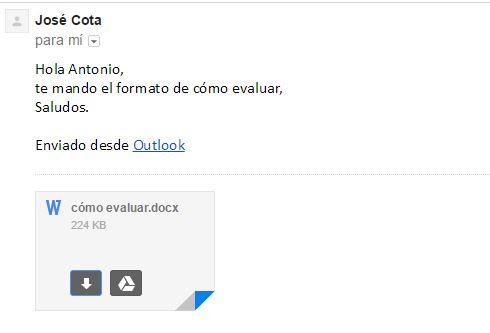 José Cota
para mí
Hola Antonio,
te mando el formato de cómo evaluar,
Saludos.
Enviado desde Outlook
W cómo evaluar.docx
224 KB